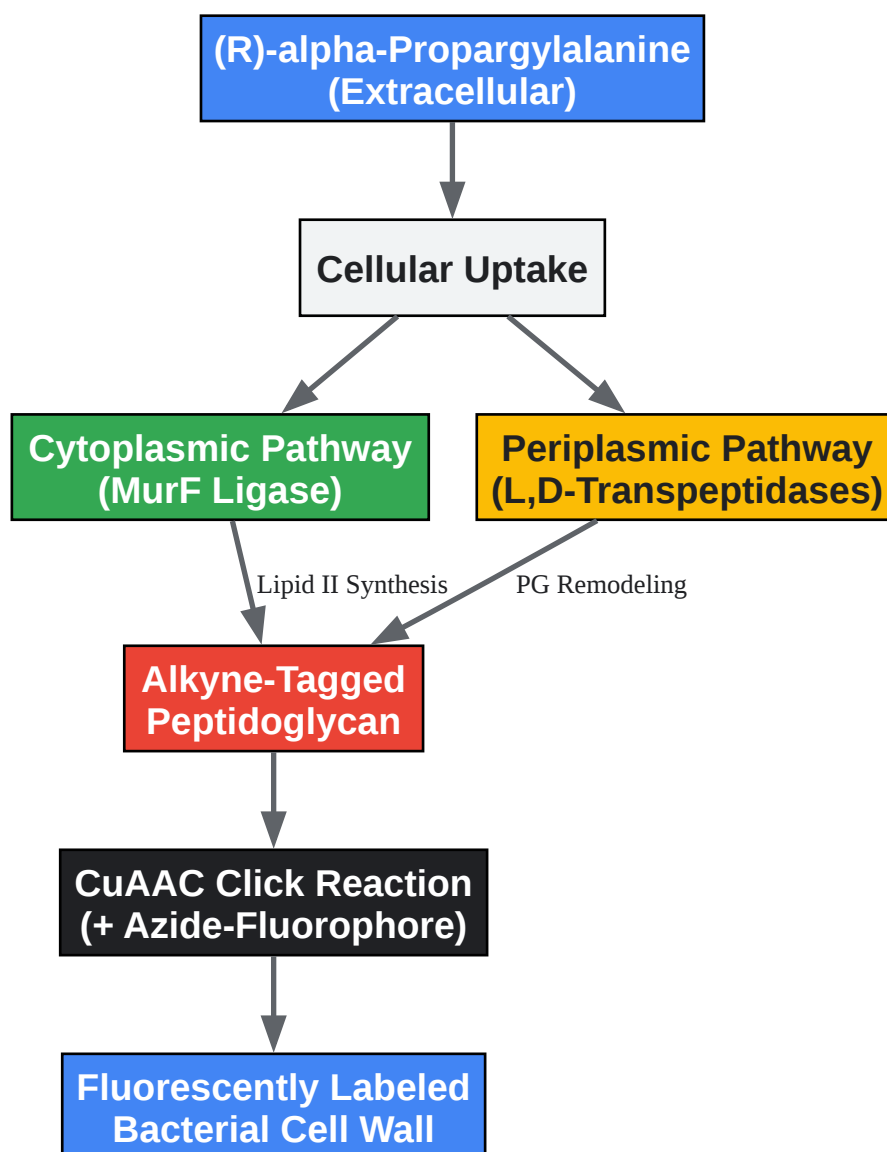 (R)-alpha-Propargylalanine
(Extracellular)
Cellular Uptake
Cytoplasmic Pathway
(MurF Ligase)
Periplasmic Pathway
(L,D-Transpeptidases)
Lipid II Synthesis
PG Remodeling
Alkyne-Tagged
Peptidoglycan
CuAAC Click Reaction
(+ Azide-Fluorophore)
Fluorescently Labeled
Bacterial Cell Wall